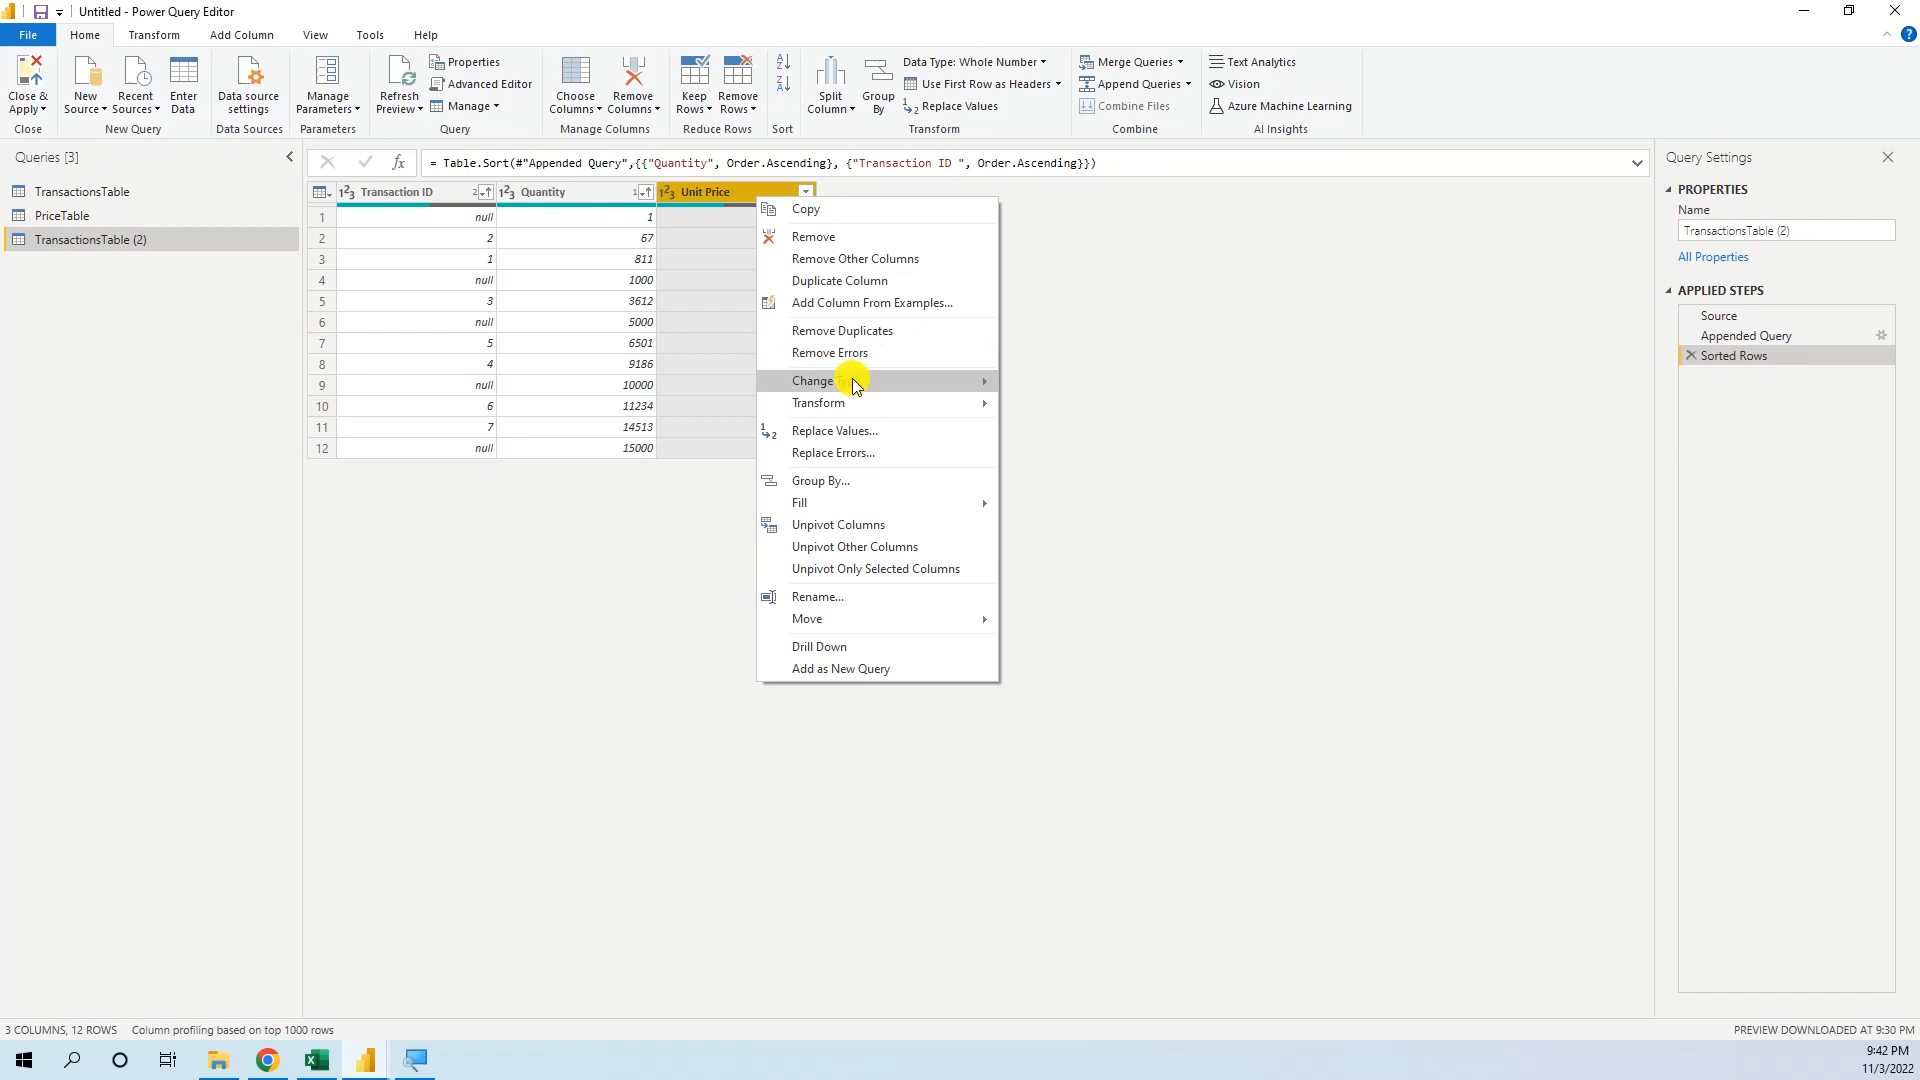 Untitled - Power Query Editor
File Home Transform Add Column View Tools Help
Close & Apply
Close
New Source
Recent Sources
Enter Data
New Query
Data source settings
Data Sources
Manage Parameters
Parameters
Refresh Preview
Properties
Advanced Editor
Manage
Query
Choose Columns
Remove Columns
Manage Columns
Keep Rows
Remove Rows
Reduce Rows
Sort
Split Column
Group By
Data Type: Whole Number
Use First Row as Headers
Replace Values
Transform
Merge Queries
Append Queries
Combine Files
Combine
Text Analytics
Vision
Azure Machine Learning
AI Insights
Queries [3]
TransactionsTable
PriceTable
TransactionsTable (2)
fx = Table.Sort(#"Appended Query",{{"Quantity", Order.Ascending}, {"Transaction ID ", Order.Ascending}})
123 Transaction ID 2 123 Quantity 1 123 Unit Price
1 null 1
2 2 67
3 1 811
4 null 1000
5 3 3612
6 null 5000
7 5 6501
8 4 9186
9 null 10000
10 6 11234
11 7 14513
12 null 15000
Copy
Remove
Remove Other Columns
Duplicate Column
Add Column From Examples...
Remove Duplicates
Remove Errors
Change
Transform
Replace Values...
Replace Errors...
Group By...
Fill
Unpivot Columns
Unpivot Other Columns
Unpivot Only Selected Columns
Rename...
Move
Drill Down
Add as New Query
Query Settings
PROPERTIES
Name
TransactionsTable (2)
All Properties
APPLIED STEPS
Source
Appended Query
Sorted Rows
3 COLUMNS, 12 ROWS Column profiling based on top 1000 rows
PREVIEW DOWNLOADED AT 9:30 PM
9:42 PM
11/3/2022